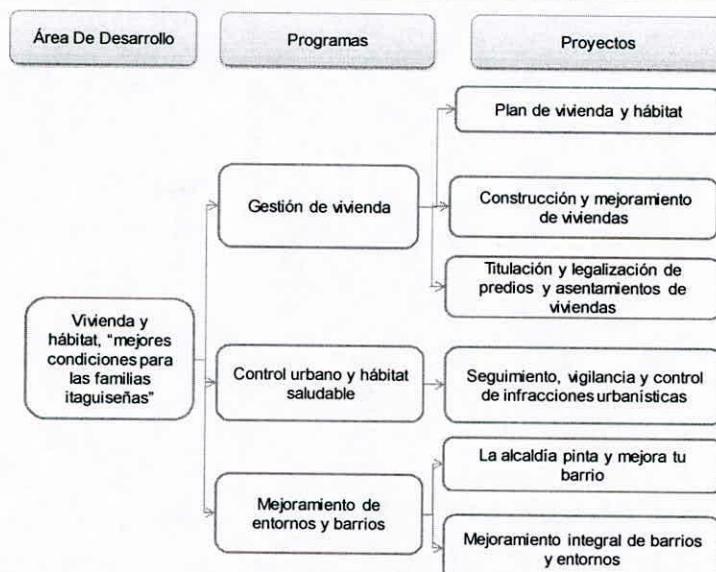 Área De Desarrollo
Programas
Proyectos
Plan de vivienda y hábitat
Gestión de vivienda
Construcción y mejoramiento
de viviendas
Titulación y legalización de
predios y asentamientos de
viviendas
Vivienda y
hábitat, "mejores
condiciones para
las familias
itaguiseñas"
Control urbano y hábitat
saludable
Seguimiento, vigilancia y control
de infracciones urbanísticas
Mejoramiento de
entornos y barrios
La alcaldía pinta y mejora tu
barrio
Mejoramiento integral de barrios
y entornos